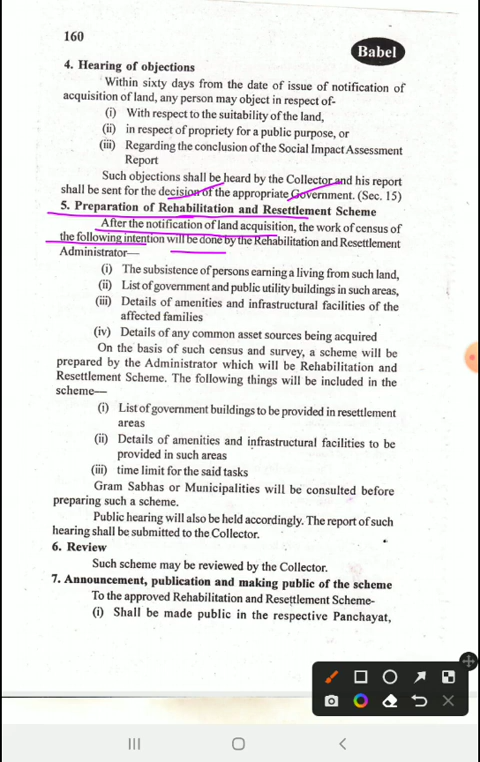 160
Babel
4. Hearing of objections
Within sixty days from the date of issue of notification of
acquisition of land, any person may object in respect of-
(i) With respect to the suitability of the land,
(ii) in respect of propriety for a public purpose, or
(iii) Regarding the conclusion of the Social Impact Assessment
Report
Such objections shall be heard by the Collector and his report
shall be sent for the decision of the appropriate Government. (Sec. 15)
5. Preparation of Rehabilitation and Resettlement Scheme
After the notification of land acquisition, the work of census of
the following intention will be done by the Rehabilitation and Resettlement
Administrator—
(i) The subsistence of persons earning a living from such land,
(ii) List of government and public utility buildings in such areas,
(iii) Details of amenities and infrastructural facilities of the
affected families
(iv) Details of any common asset sources being acquired
On the basis of such census and survey, a scheme will be
prepared by the Administrator which will be Rehabilitation and
Resettlement Scheme. The following things will be included in the
scheme—
(i) List of government buildings to be provided in resettlement
areas
(ii) Details of amenities and infrastructural facilities to be
provided in such areas
(iii) time limit for the said tasks
Gram Sabhas or Municipalities will be consulted before
preparing such a scheme.
Public hearing will also be held accordingly. The report of such
hearing shall be submitted to the Collector.
6. Review
Such scheme may be reviewed by the Collector.
7. Announcement, publication and making public of the scheme
To the approved Rehabilitation and Resettlement Scheme-
(i) Shall be made public in the respective Panchayat,